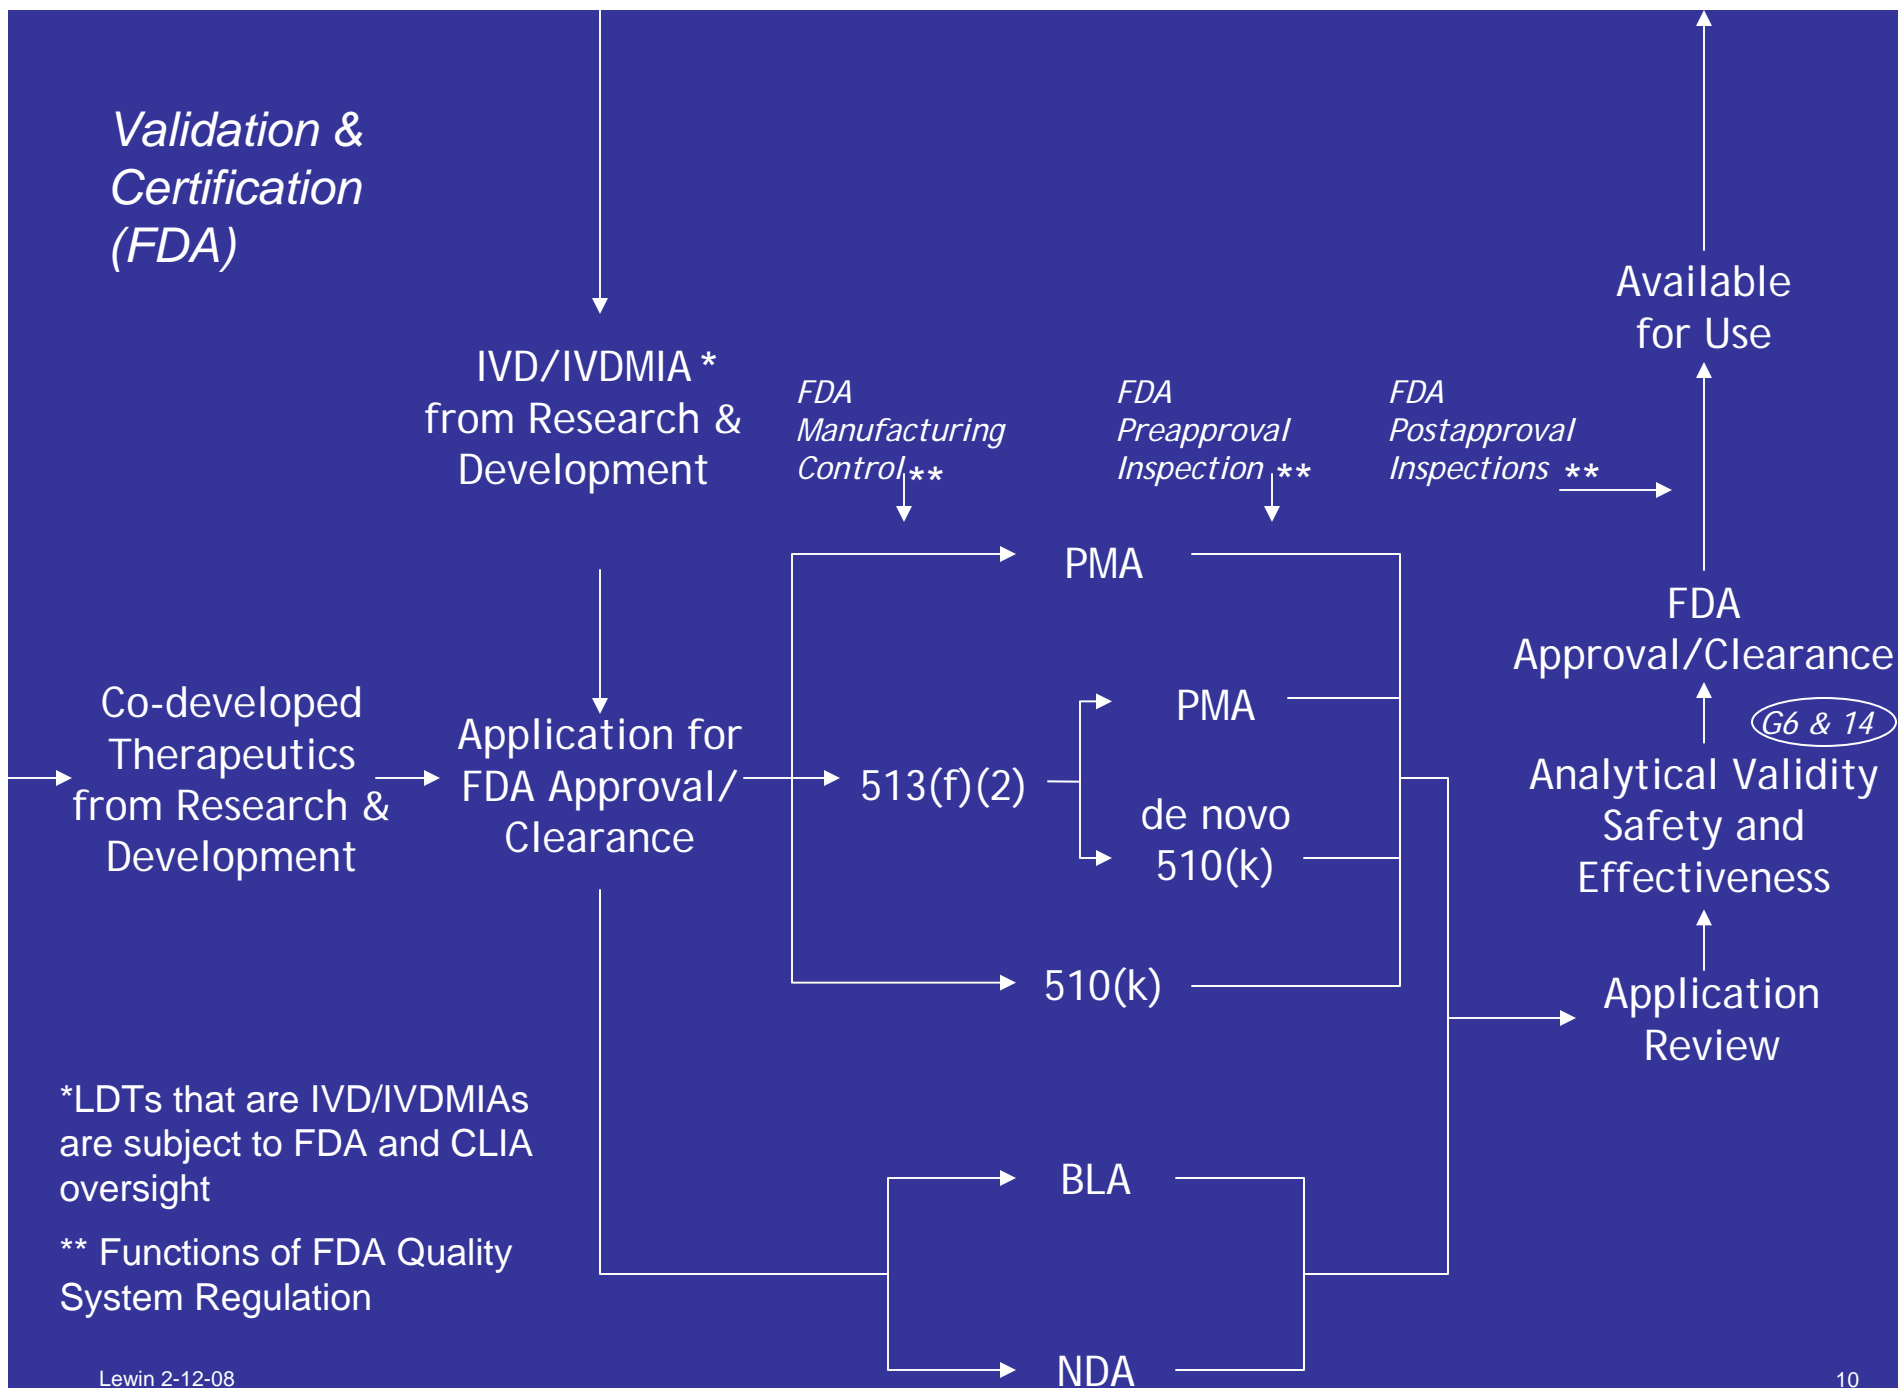 Validation &
Certification
(FDA)
IVD/IVDMIA *
from Research &
Development
FDA
Manufacturing
Control**
FDA
Preapproval
Inspection **
FDA
Postapproval
Inspections **
Available
for Use
PMA
FDA
Approval/Clearance
Co-developed
Therapeutics
from Research &
Development
Application for
FDA Approval/
Clearance
513(f)(2)
PMA
de novo
510(k)
G6 & 14
Analytical Validity
Safety and
Effectiveness
510(k)
Application
Review
*LDTs that are IVD/IVDMIAs
are subject to FDA and CLIA
oversight
** Functions of FDA Quality
System Regulation
BLA
NDA
Lewin 2-12-08
10